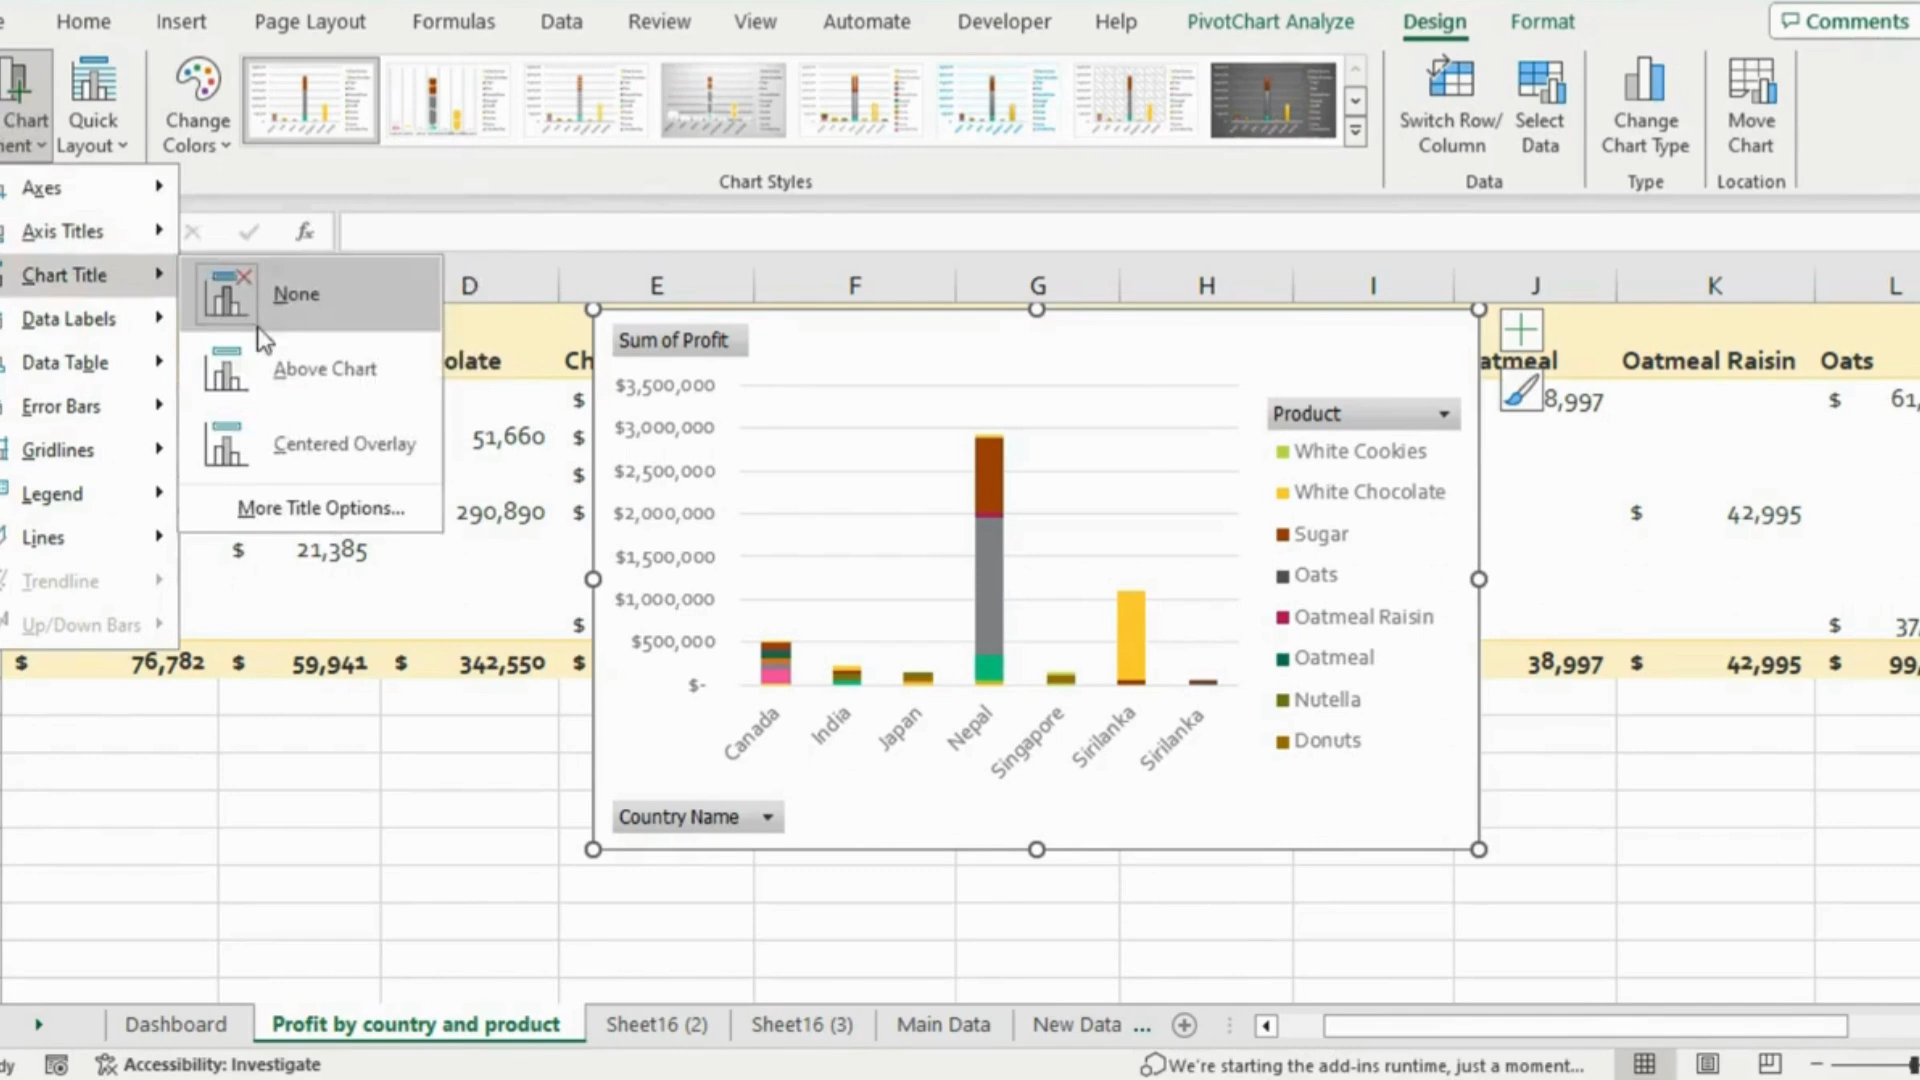 Home Insert Page Layout Formulas Data Review View Automate Developer Help PivotChart Analyze Design Format Comments
Chart
Quick
Layout
Change
Colors
Chart Styles
Switch Row/
Column
Select
Data
Data
Change
Chart Type
Type
Move
Chart
Location
Axes
Axis Titles
Chart Title
Data Labels
Data Table
Error Bars
Gridlines
Legend
Lines
Trendline
Up/Down Bars
None
Above Chart
Centered Overlay
More Title Options...
fx
D E F G H I J K L
olate Ch atmeal Oatmeal Raisin Oats
$ 8,997 $ 61,
51,660 $
$
290,890 $ $ 42,995
$ 21,385
$ $ 37,
$ 76,782 $ 59,941 $ 342,550 $ 38,997 $ 42,995 $ 99,
Sum of Profit
$3,500,000
$3,000,000
$2,500,000
$2,000,000
$1,500,000
$1,000,000
$500,000
$-
Canada
India
Japan
Nepal
Singapore
Sirilanka
Sirilanka
Product
White Cookies
White Chocolate
Sugar
Oats
Oatmeal Raisin
Oatmeal
Nutella
Donuts
Country Name
Dashboard Profit by country and product Sheet16 (2) Sheet16 (3) Main Data New Data ...
Accessibility: Investigate We're starting the add-ins runtime, just a moment...